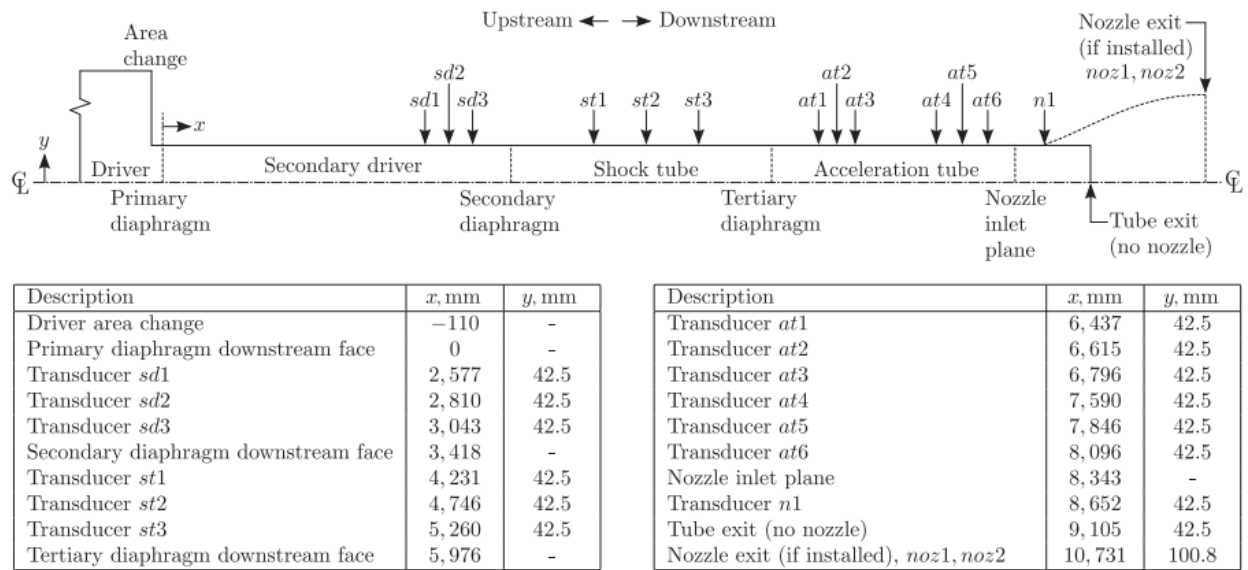 Upstream ◄– –► Downstream
Nozzle exit
(if installed)
noz1, noz2
Area
change
sd2
at2
at5
sd1
sd3
st1
st2
st3
at1
at3
at4
at6
n1
x
y
Driver
Secondary driver
Shock tube
Acceleration tube
℄
℄
Primary
diaphragm
Secondary
diaphragm
Tertiary
diaphragm
Nozzle
inlet
plane
Tube exit
(no nozzle)
Description x, mm y, mm
Driver area change −110 -
Primary diaphragm downstream face 0 -
Transducer sd1 2, 577 42.5
Transducer sd2 2, 810 42.5
Transducer sd3 3, 043 42.5
Secondary diaphragm downstream face 3, 418 -
Transducer st1 4, 231 42.5
Transducer st2 4, 746 42.5
Transducer st3 5, 260 42.5
Tertiary diaphragm downstream face 5, 976 -
Description x, mm y, mm
Transducer at1 6, 437 42.5
Transducer at2 6, 615 42.5
Transducer at3 6, 796 42.5
Transducer at4 7, 590 42.5
Transducer at5 7, 846 42.5
Transducer at6 8, 096 42.5
Nozzle inlet plane 8, 343 -
Transducer n1 8, 652 42.5
Tube exit (no nozzle) 9, 105 42.5
Nozzle exit (if installed), noz1, noz2 10, 731 100.8